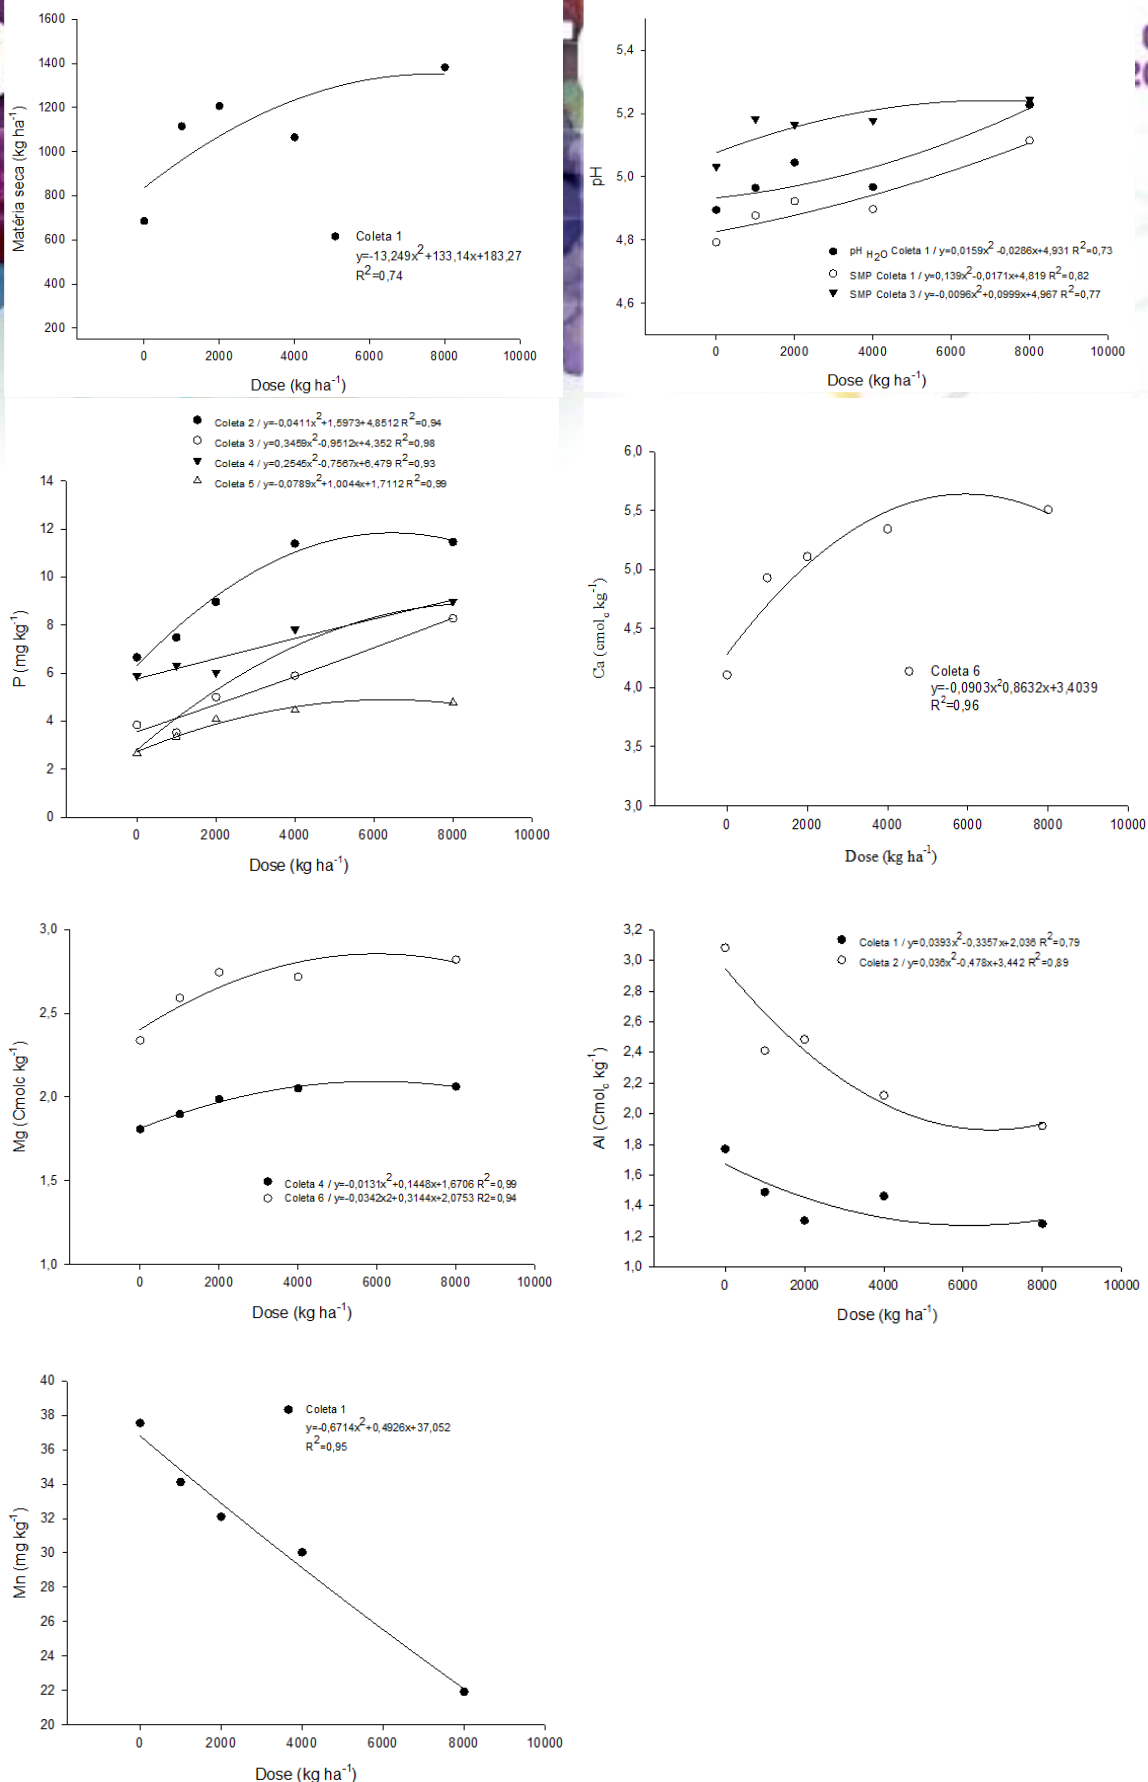 1600
1400
1200
1000
800
600
400
200
Matéria seca (kg ha-1)
Coleta 1
y=-13,249x2+133,14x+183,27
R2=0,74
0 2000 4000 6000 8000 10000
Dose (kg ha-1)
5,4
5,2
5,0
4,8
4,6
pH
pH H2O Coleta 1 / y=0,0159x2 -0,0286x+4,931 R2=0,73
SMP Coleta 1 / y=0,139x2-0,0171x+4,819 R2=0,82
SMP Coleta 3 / y=-0,0096x2+0,0999x+4,967 R2=0,77
0 2000 4000 6000 8000 10000
Dose (kg ha-1)
Coleta 2 / y=-0,0411x2+1,5973+4,8512 R2=0,94
Coleta 3 / y=0,3459x2-0,9512x+4,352 R2=0,98
Coleta 4 / y=0,2545x2-0,7567x+6,479 R2=0,93
Coleta 5 / y=-0,0789x2+1,0044x+1,7112 R2=0,99
14
12
10
8
6
4
2
0
P (mg kg-1)
0 2000 4000 6000 8000 10000
Dose (kg ha-1)
6,0
5,5
5,0
4,5
4,0
3,5
3,0
Ca (cmolc kg-1)
Coleta 6
y=-0,0903x20,8632x+3,4039
R2=0,96
0 2000 4000 6000 8000 10000
Dose (kg ha-1)
3,0
2,5
2,0
1,5
1,0
Mg (Cmolc kg-1)
Coleta 4 / y=-0,0131x2+0,1448x+1,6706 R2=0,99
Coleta 6 / y=-0,0342x2+0,3144x+2,0753 R2=0,94
0 2000 4000 6000 8000 10000
Dose (kg ha-1)
3,2
3,0
2,8
2,6
2,4
2,2
2,0
1,8
1,6
1,4
1,2
1,0
Al (Cmolc kg-1)
Coleta 1 / y=0,0393x2-0,3357x+2,036 R2=0,79
Coleta 2 / y=0,036x2-0,478x+3,442 R2=0,89
0 2000 4000 6000 8000 10000
Dose (kg ha-1)
40
38
36
34
32
30
28
26
24
22
20
Mn (mg kg-1)
Coleta 1
y=-0,6714x2+0,4926x+37,052
R2=0,95
0 2000 4000 6000 8000 10000
Dose (kg ha-1)